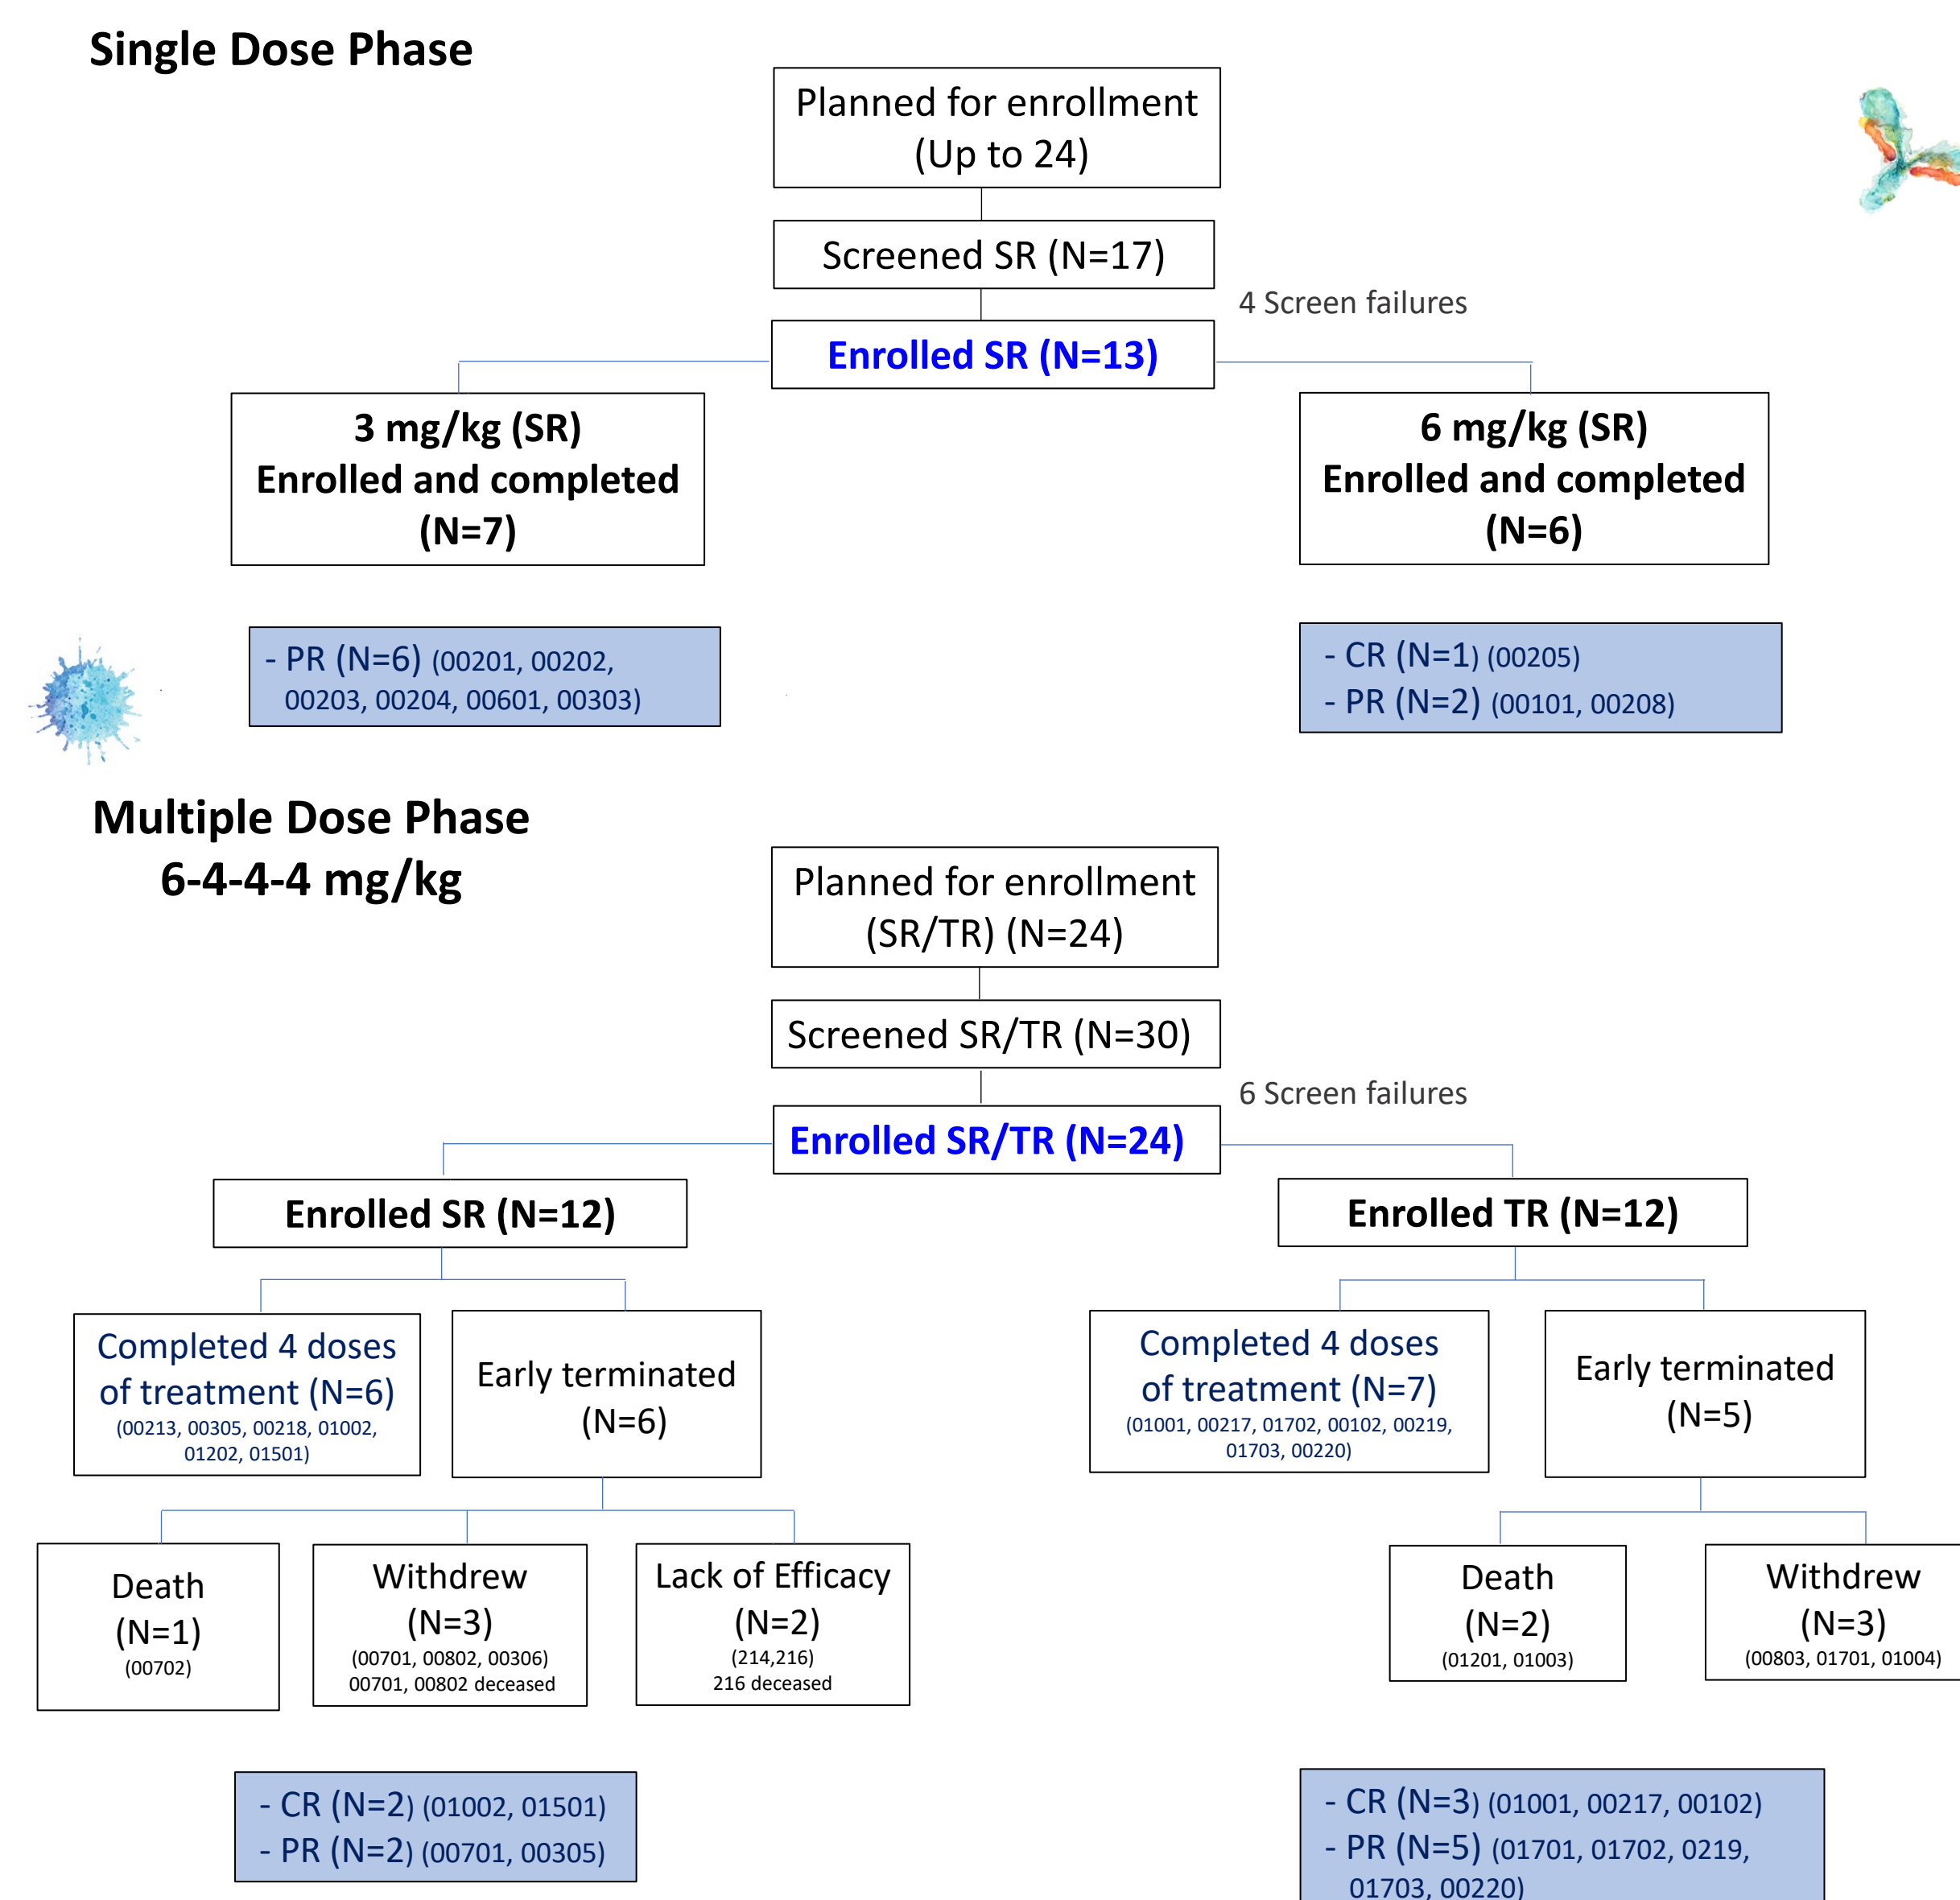 Single Dose Phase
Planned for enrollment
(Up to 24)
Screened SR (N=17)
4 Screen failures
Enrolled SR (N=13)
3 mg/kg (SR)
Enrolled and completed
(N=7)
6 mg/kg (SR)
Enrolled and completed
(N=6)
- PR (N=6) (00201, 00202,
00203, 00204, 00601, 00303)
- CR (N=1) (00205)
- PR (N=2) (00101, 00208)
Multiple Dose Phase
6-4-4-4 mg/kg
Planned for enrollment
(SR/TR) (N=24)
Screened SR/TR (N=30)
6 Screen failures
Enrolled SR/TR (N=24)
Enrolled SR (N=12)
Enrolled TR (N=12)
Completed 4 doses
of treatment (N=6)
(00213, 00305, 00218, 01002,
01202, 01501)
Early terminated
(N=6)
Completed 4 doses
of treatment (N=7)
(01001, 00217, 01702, 00102, 00219,
01703, 00220)
Early terminated
(N=5)
Death
(N=1)
(00702)
Withdrew
(N=3)
(00701, 00802, 00306)
00701, 00802 deceased
Lack of Efficacy
(N=2)
(214,216)
216 deceased
Death
(N=2)
(01201, 01003)
Withdrew
(N=3)
(00803, 01701, 01004)
- CR (N=2) (01002, 01501)
- PR (N=2) (00701, 00305)
- CR (N=3) (01001, 00217, 00102)
- PR (N=5) (01701, 01702, 0219,
01703, 00220)